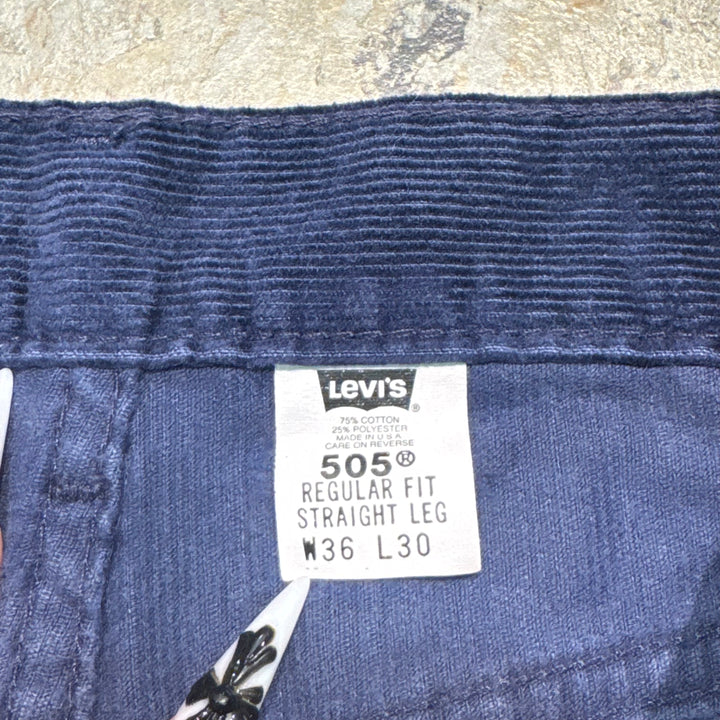 Levi's®
75% COTTON
25% POLYESTER
MADE IN U S A
CARE ON REVERSE
505®
REGULAR FIT
STRAIGHT LEG
W36 L30